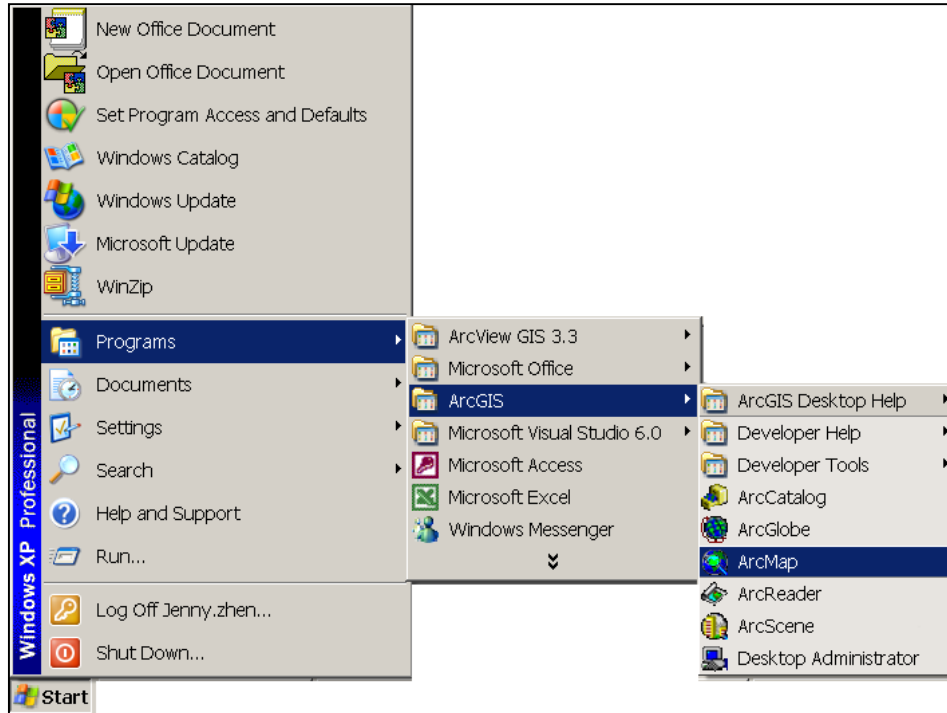 New Office Document
Open Office Document
Set Program Access and Defaults
Windows Catalog
Windows Update
Microsoft Update
WinZip
Programs
Documents
Settings
Search
Help and Support
Run...
Log Off Jenny.zhen...
Shut Down...
Windows XP Professional
Start
ArcView GIS 3.3
Microsoft Office
ArcGIS
Microsoft Visual Studio 6.0
Microsoft Access
Microsoft Excel
Windows Messenger
ArcGIS Desktop Help
Developer Help
Developer Tools
ArcCatalog
ArcGlobe
ArcMap
ArcReader
ArcScene
Desktop Administrator